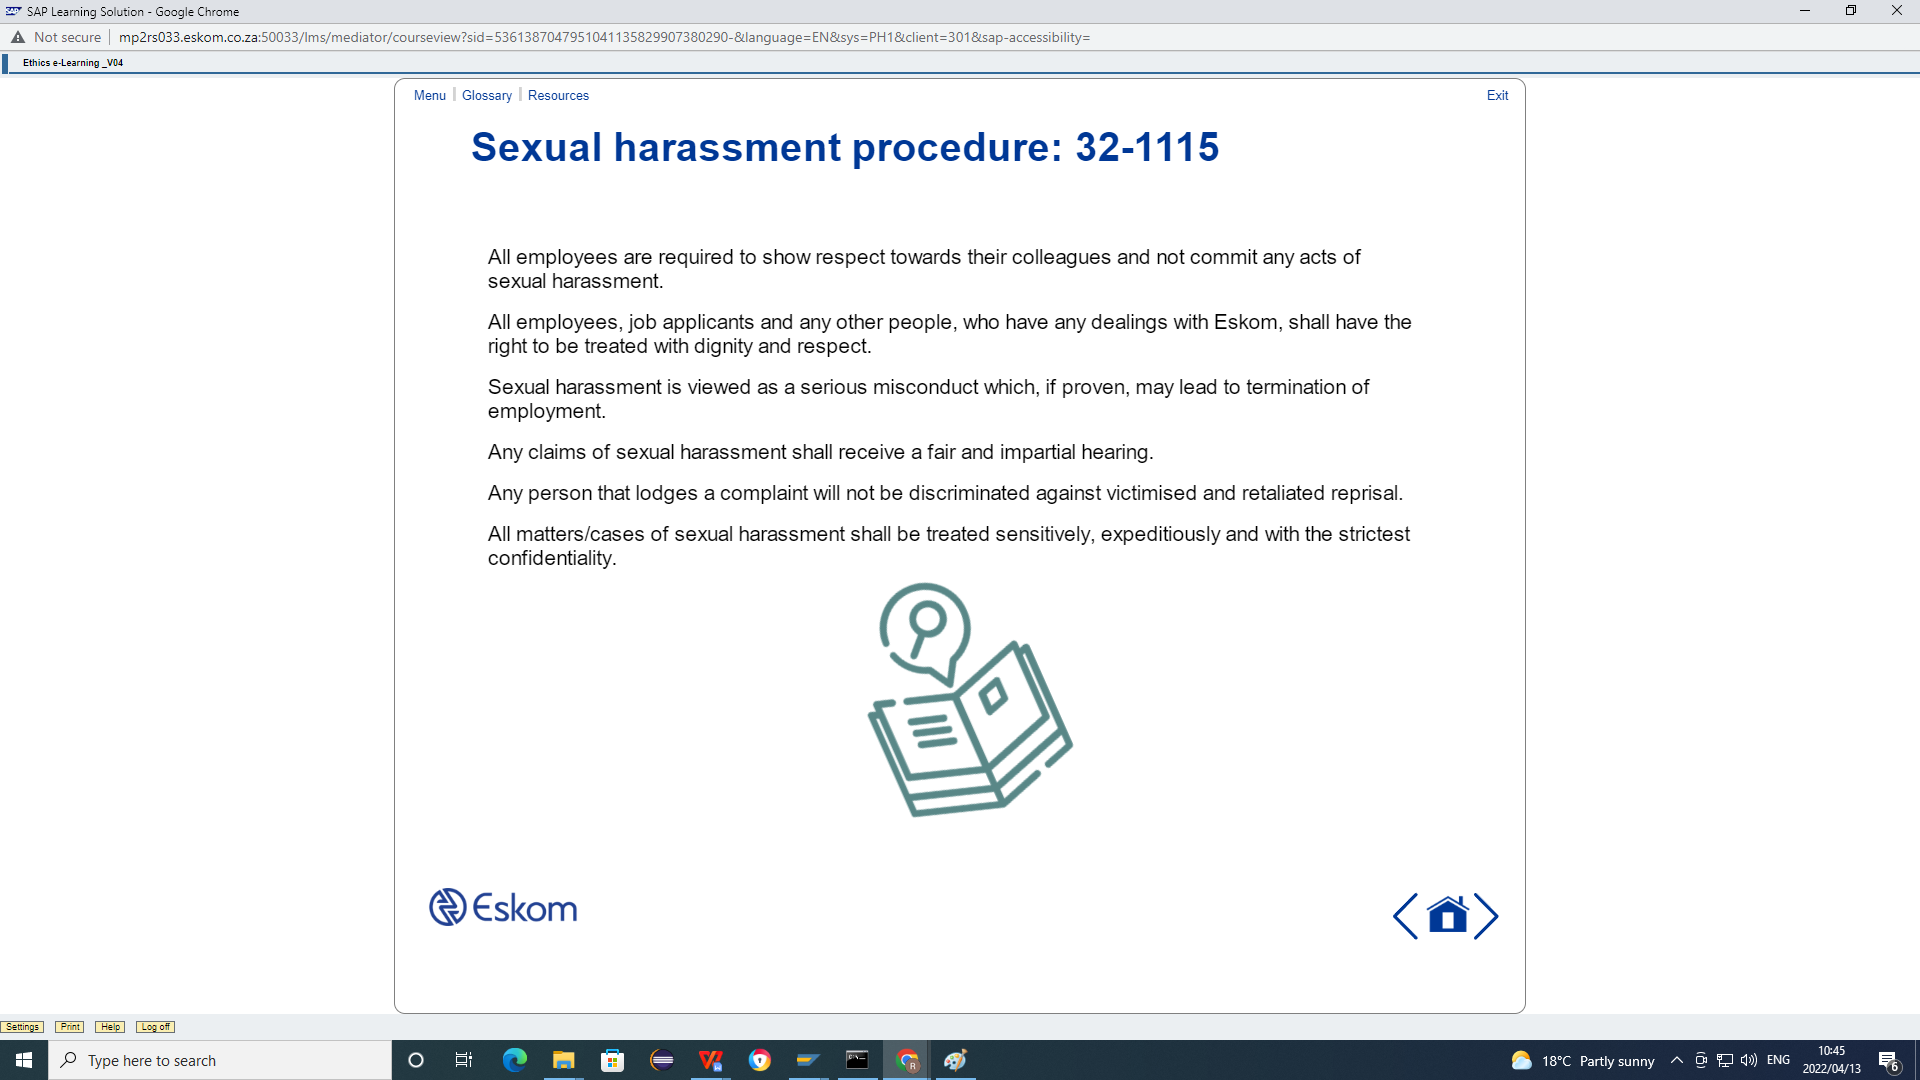 SAP Learning Solution - Google Chrome
Not secure | mp2rs033.eskom.co.za:50033/lms/mediator/courseview?sid=5361387047951041135829907380290-&language=EN&sys=PH1&client=301&sap-accessibility=
Ethics e-Learning _V04
Menu | Glossary | Resources Exit
Sexual harassment procedure: 32-1115
All employees are required to show respect towards their colleagues and not commit any acts of
sexual harassment.
All employees, job applicants and any other people, who have any dealings with Eskom, shall have the
right to be treated with dignity and respect.
Sexual harassment is viewed as a serious misconduct which, if proven, may lead to termination of
employment.
Any claims of sexual harassment shall receive a fair and impartial hearing.
Any person that lodges a complaint will not be discriminated against victimised and retaliated reprisal.
All matters/cases of sexual harassment shall be treated sensitively, expeditiously and with the strictest
confidentiality.
Eskom
Settings Print Help Log off
Type here to search
18°C Partly sunny
ENG
10:45
2022/04/13
6